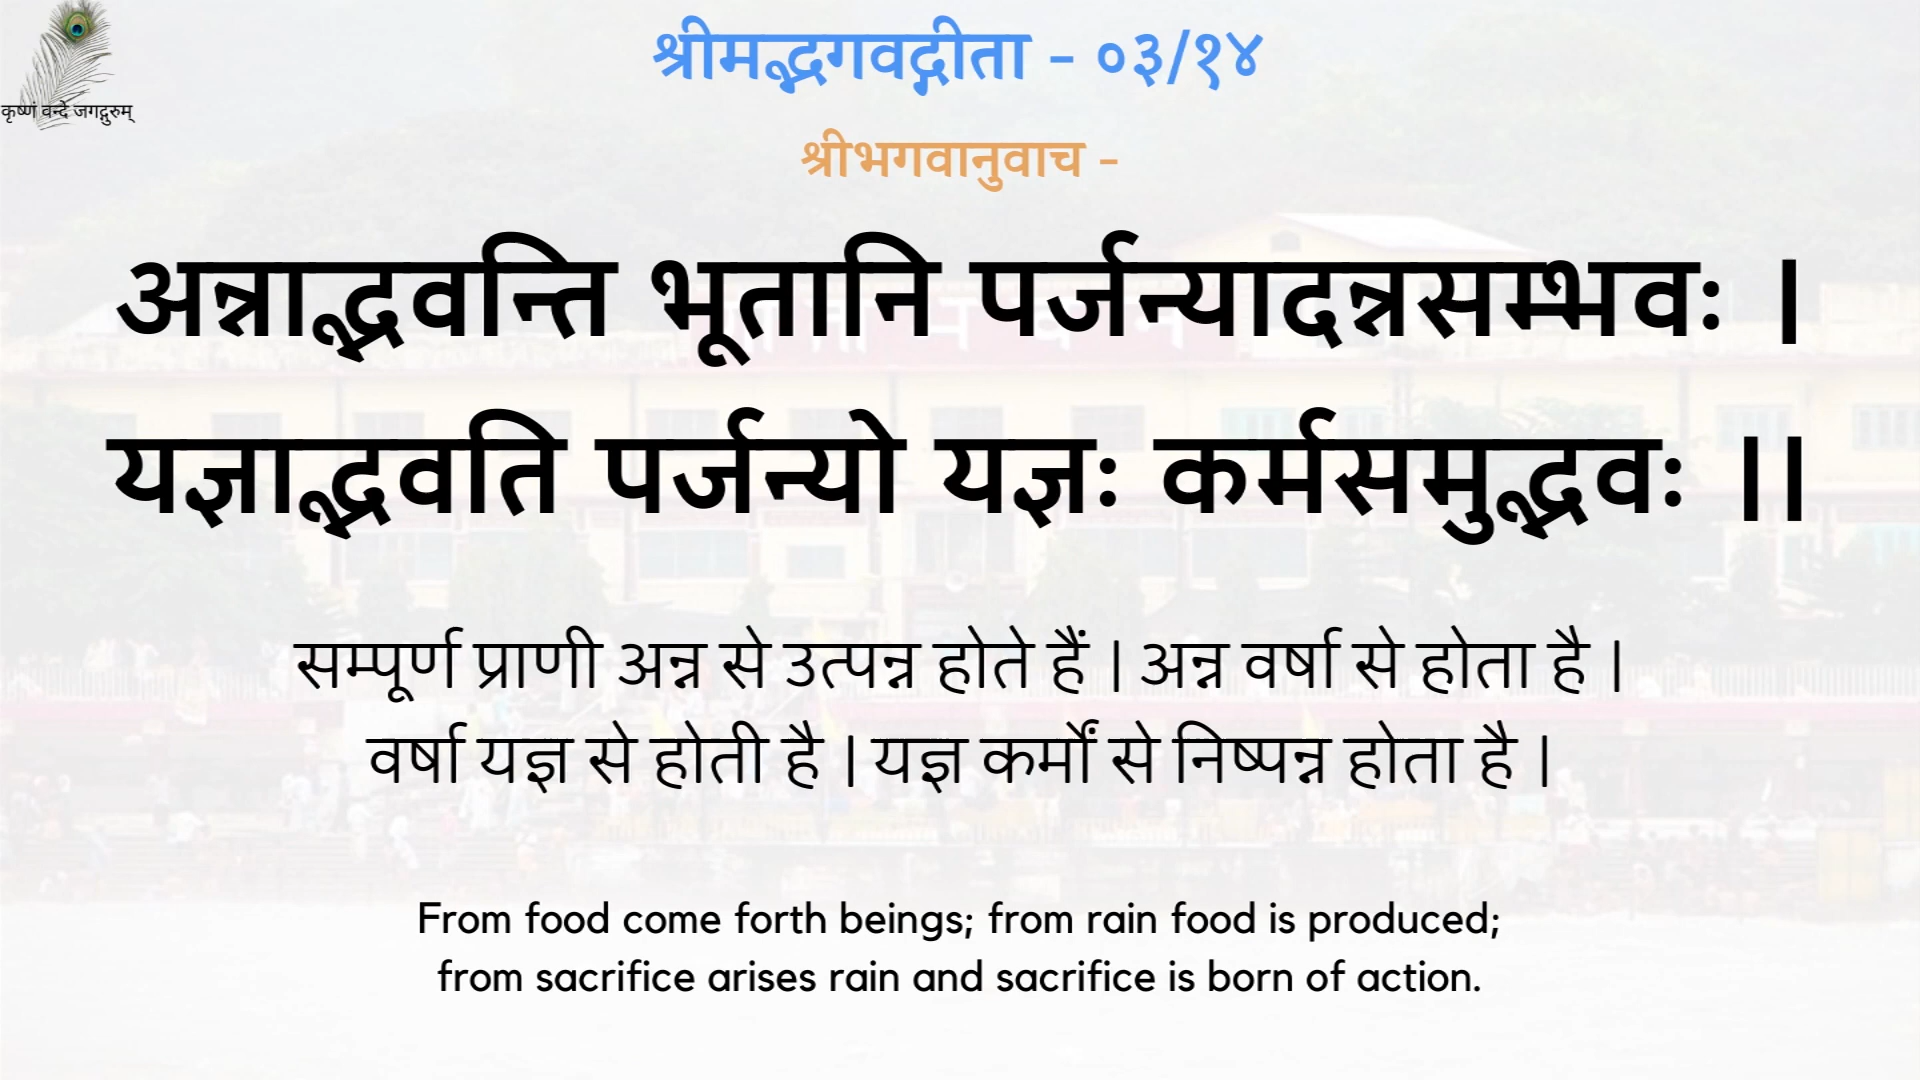 कृष्णं वन्दे जगद्गुरुम्
श्रीमद्भगवद्गीता - ०३/१४
श्रीभगवानुवाच -
अन्नाद्भवन्ति भूतानि पर्जन्यादन्नसम्भवः ।
यज्ञाद्भवति पर्जन्यो यज्ञः कर्मसमुद्भवः ।।
सम्पूर्ण प्राणी अन्न से उत्पन्न होते हैं । अन्न वर्षा से होता है ।
वर्षा यज्ञ से होती है । यज्ञ कर्मों से निष्पन्न होता है ।
From food come forth beings; from rain food is produced;
from sacrifice arises rain and sacrifice is born of action.